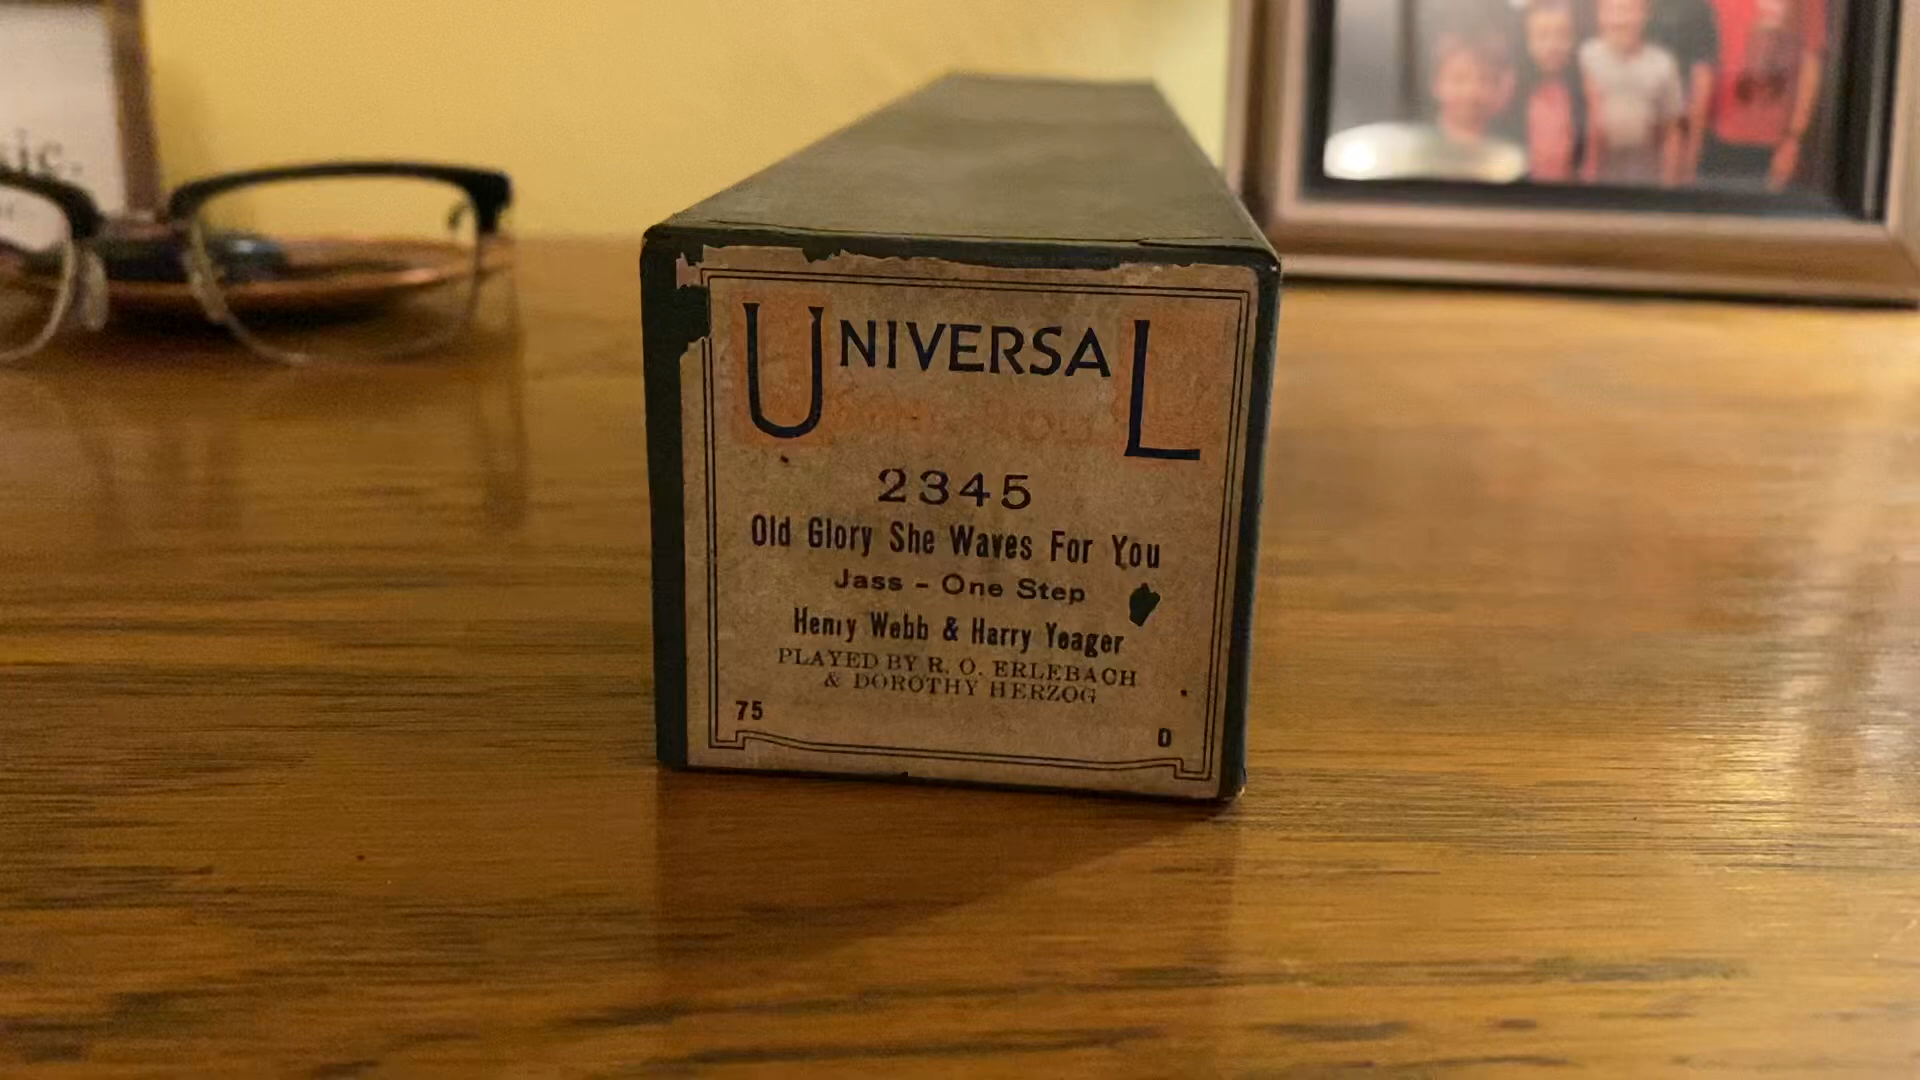 UNIVERSAL
2345
Old Glory She Waves For You
Jass - One Step
Henry Webb & Harry Yeager
PLAYED BY R. O. ERLEBACH
& DOROTHY HERZOG
75
0